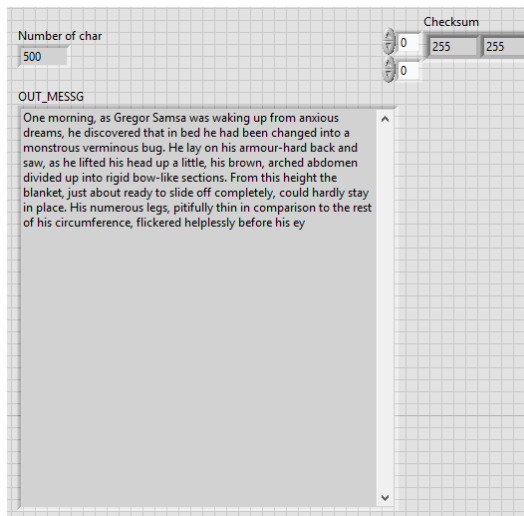 Checksum
Number of char
0 255 255
500
0
OUT_MESSG
One morning, as Gregor Samsa was waking up from anxious
dreams, he discovered that in bed he had been changed into a
monstrous verminous bug. He lay on his armour-hard back and
saw, as he lifted his head up a little, his brown, arched abdomen
divided up into rigid bow-like sections. From this height the
blanket, just about ready to slide off completely, could hardly stay
in place. His numerous legs, pitifully thin in comparison to the rest
of his circumference, flickered helplessly before his ey